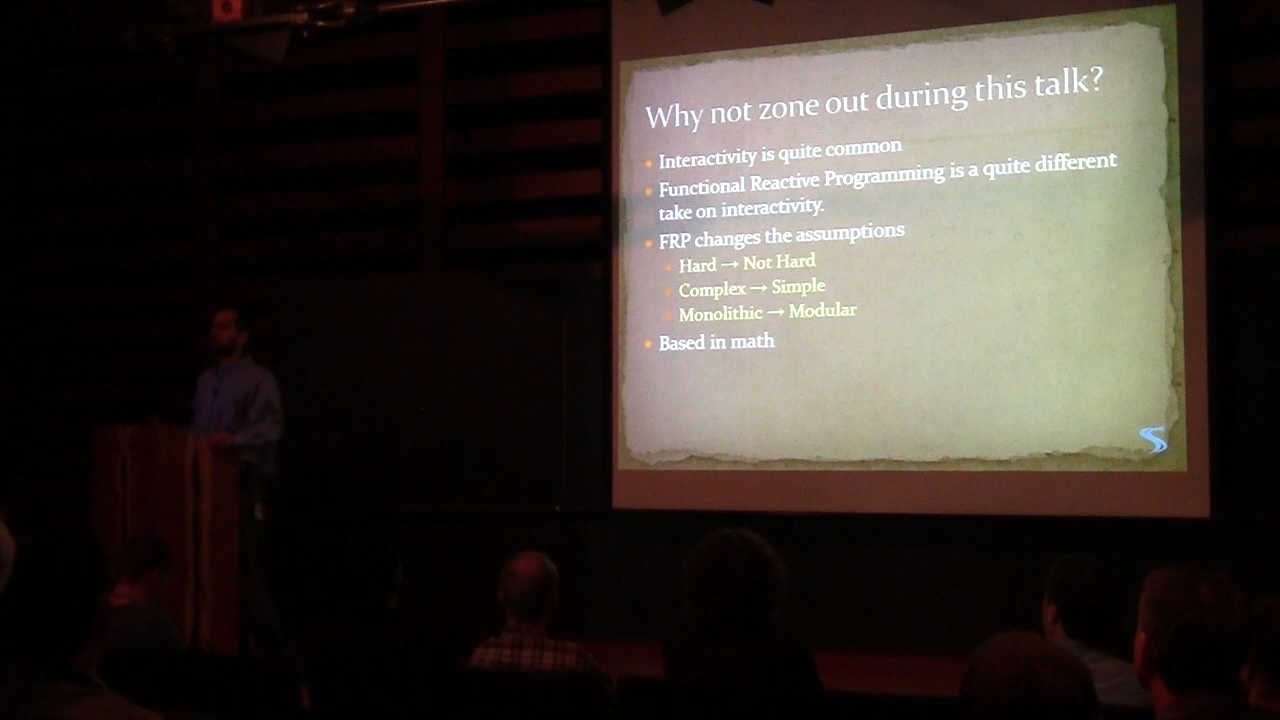 Why not zone out during this talk?
Interactivity is quite common
Functional Reactive Programming is a quite different
take on interactivity.
FRP changes the assumptions
Hard → Not Hard
Complex → Simple
Monolithic → Modular
Based in math